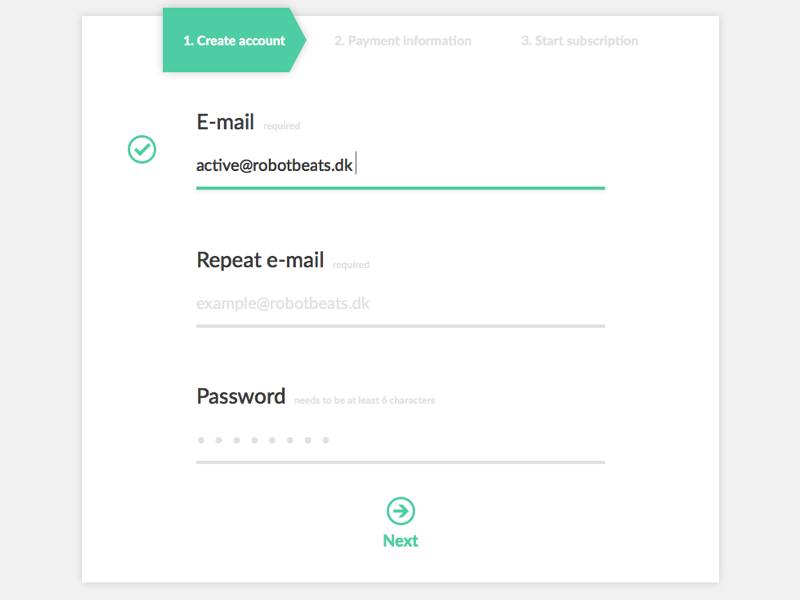 1. Create account
2. Payment information
3. Start subscription
E-mail required
active@robotbeats.dk
Repeat e-mail required
example@robotbeats.dk
Password needs to be at least 6 characters
Next